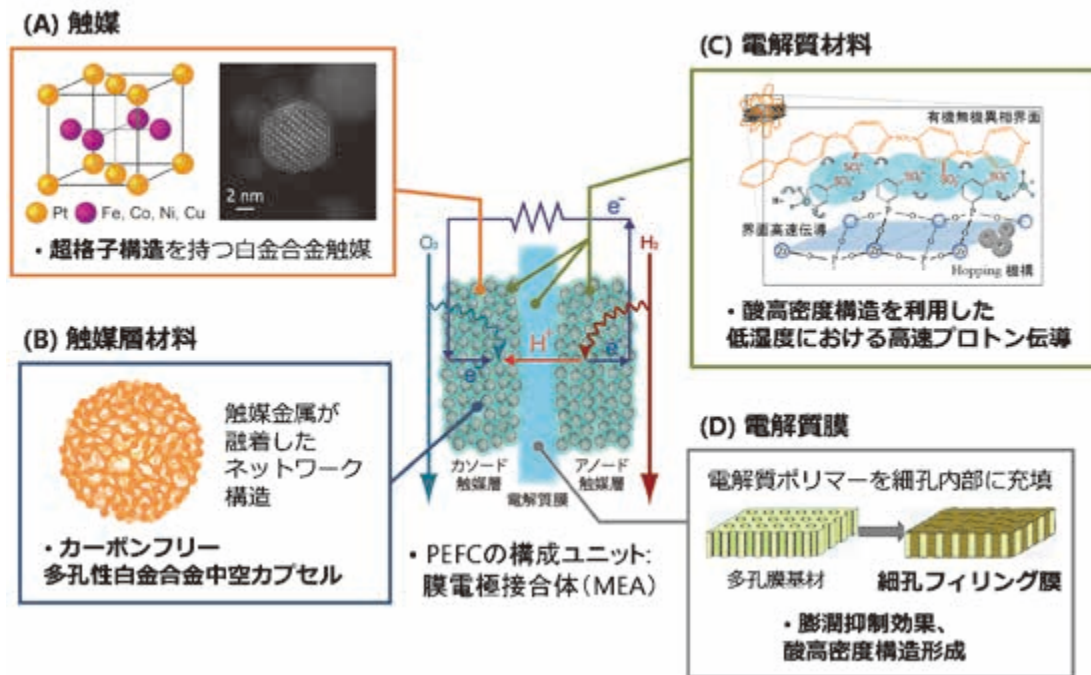 (A) 触媒
2 nm
Pt
Fe, Co, Ni, Cu
・超格子構造を持つ白金合金触媒
(B) 触媒層材料
触媒金属が
融着した
ネットワーク
構造
・カーボンフリー
多孔性白金合金中空カプセル
e⁻
O₂
H₂
H⁺
e⁻
e⁻
カソード
触媒層
電解質膜
アノード
触媒層
・PEFCの構成ユニット:
膜電極接合体(MEA)
(C) 電解質材料
有機無機異相界面
界面高速伝導
Hopping 機構
・酸高密度構造を利用した
低湿度における高速プロトン伝導
(D) 電解質膜
電解質ポリマーを細孔内部に充填
多孔膜基材
細孔フィリング膜
・膨潤抑制効果、
酸高密度構造形成